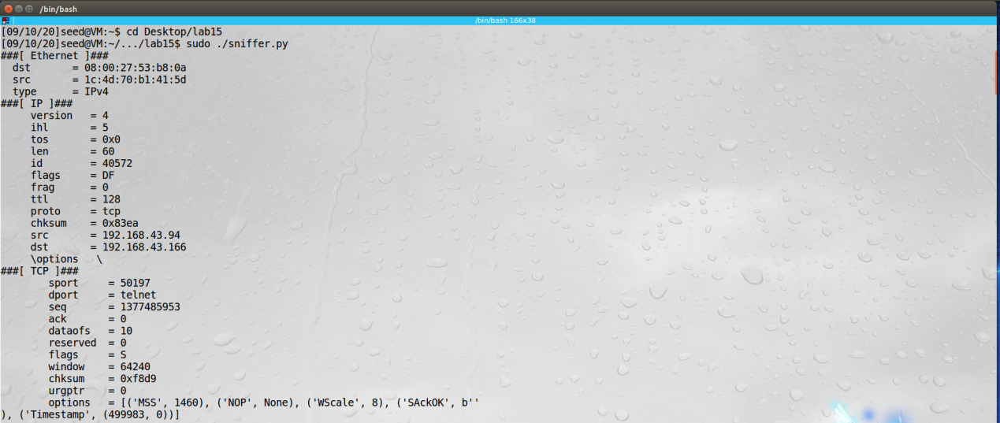 /bin/bash
/bin/bash 166x38
[09/10/20]seed@VM:~$ cd Desktop/lab15
[09/10/20]seed@VM:~/.../lab15$ sudo ./sniffer.py
###[ Ethernet ]###
  dst       = 08:00:27:53:b8:0a
  src       = 1c:4d:70:b1:41:5d
  type      = IPv4
###[ IP ]###
     version   = 4
     ihl       = 5
     tos       = 0x0
     len       = 60
     id        = 40572
     flags     = DF
     frag      = 0
     ttl       = 128
     proto     = tcp
     chksum    = 0x83ea
     src       = 192.168.43.94
     dst       = 192.168.43.166
     \options   \
###[ TCP ]###
        sport     = 50197
        dport     = telnet
        seq       = 1377485953
        ack       = 0
        dataofs   = 10
        reserved  = 0
        flags     = S
        window    = 64240
        chksum    = 0xf8d9
        urgptr    = 0
        options   = [('MSS', 1460), ('NOP', None), ('WScale', 8), ('SAckOK', b''
), ('Timestamp', (499983, 0))]